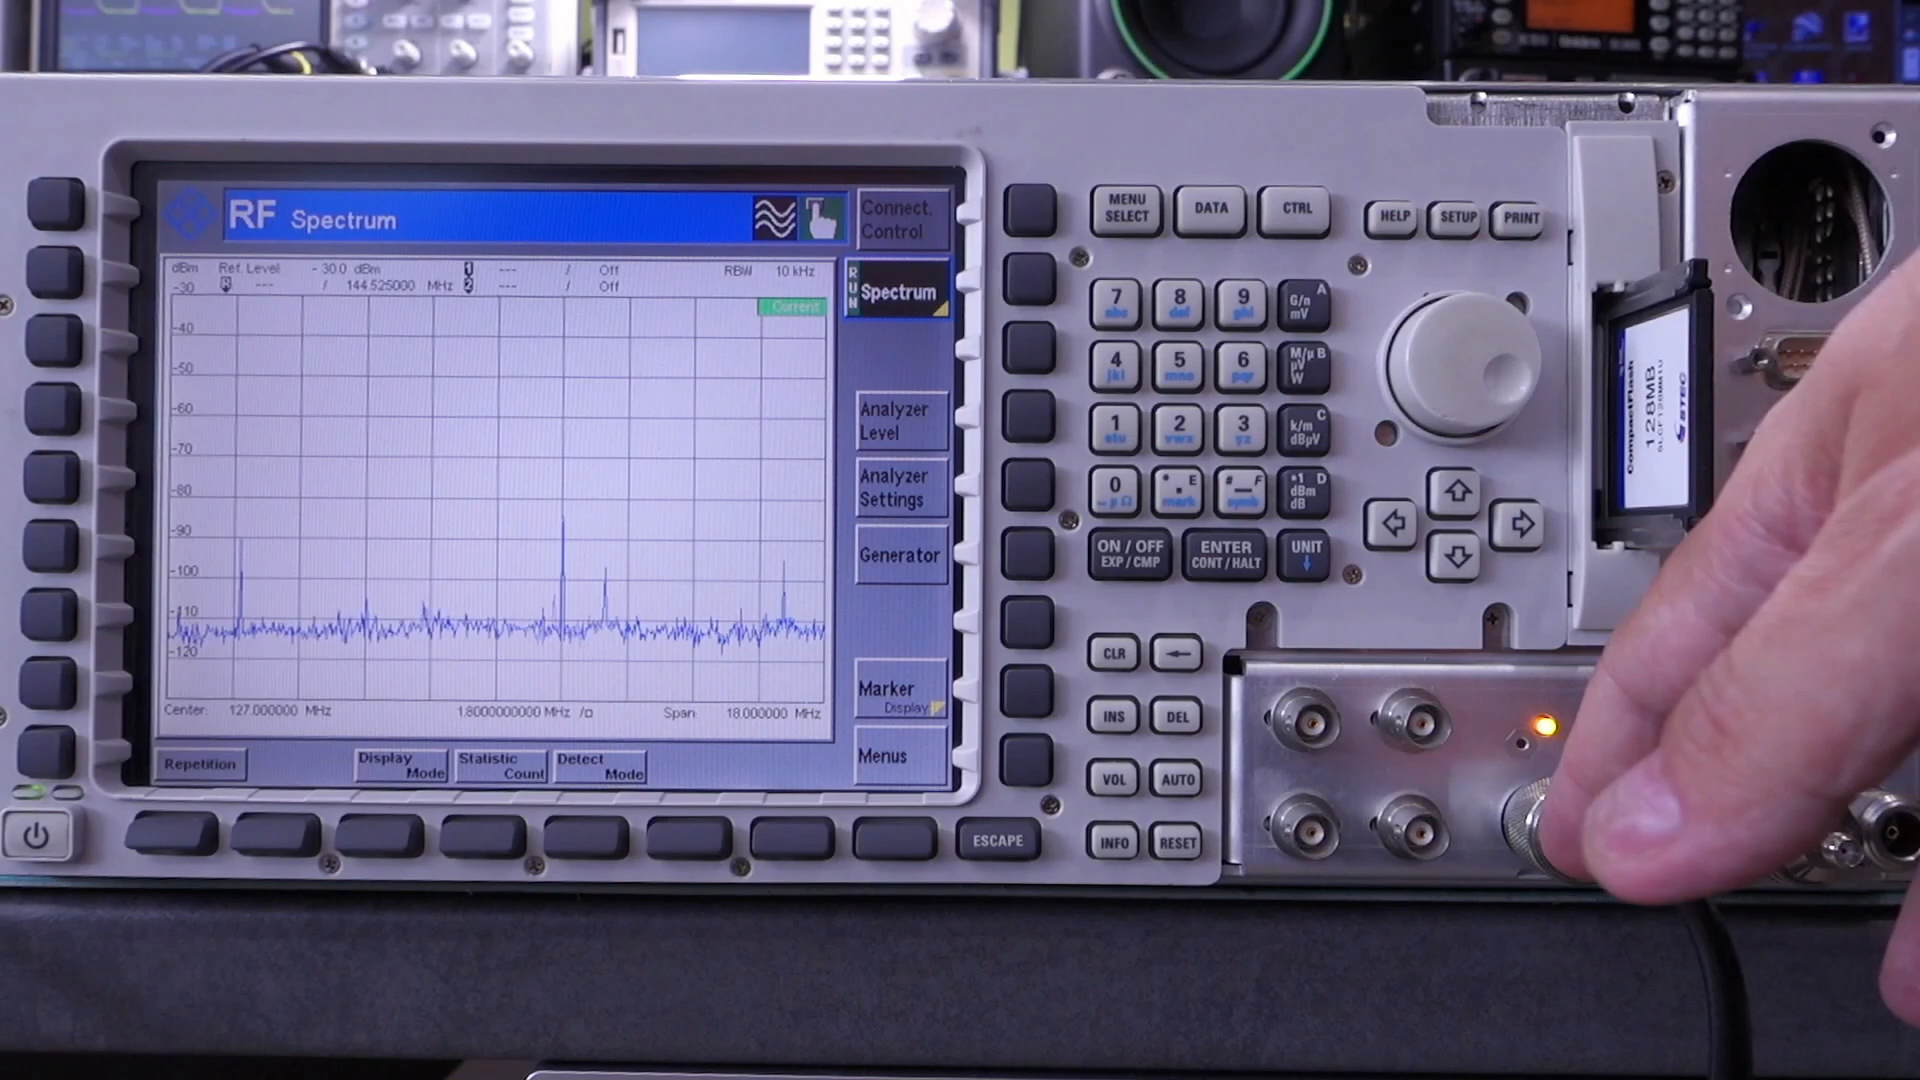 RF Spectrum
Connect.
Control
dBm Ref. Level - 30.0 dBm 1 --- / Off RBW 10 kHz
R --- / 144.525000 MHz 2 --- / Off
-30
-40
-50
-60
-70
-80
-90
-100
-110
-120
Current
Center: 127.000000 MHz 1.8000000000 MHz /◻ Span: 18.000000 MHz
RUN
Spectrum
Analyzer
Level
Analyzer
Settings
Generator
Marker
Display
Menus
Repetition
Display
Mode
Statistic
Count
Detect
Mode
MENU
SELECT
DATA
CTRL
HELP
SETUP
PRINT
7
abc
8
def
9
ghi
A
G/n
mV
4
jkl
5
mno
6
pqr
M/µ B
µV
W
1
stu
2
vwx
3
yz
C
k/m
dBµV
0
µ Ω
* . E
mark
# _ F
symb
*1 D
dBm
dB
ON / OFF
EXP / CMP
ENTER
CONT / HALT
UNIT
CLR
INS
DEL
VOL
AUTO
INFO
RESET
ESCAPE
CompactFlash
128MB
STEC